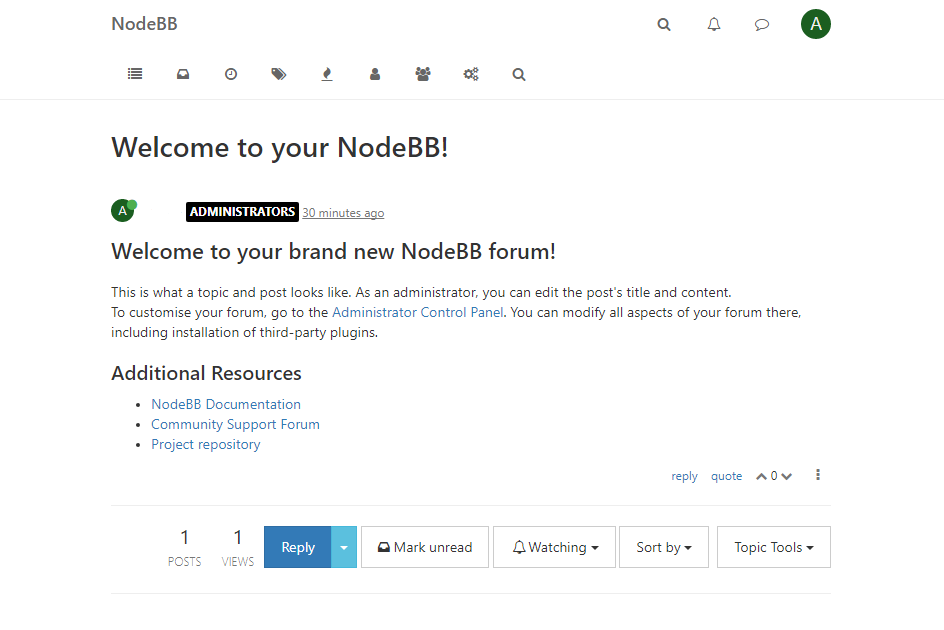 NodeBB
A
Welcome to your NodeBB!
A ADMINISTRATORS 30 minutes ago
Welcome to your brand new NodeBB forum!
This is what a topic and post looks like. As an administrator, you can edit the post's title and content.
To customise your forum, go to the Administrator Control Panel. You can modify all aspects of your forum there,
including installation of third-party plugins.
Additional Resources
• NodeBB Documentation
• Community Support Forum
• Project repository
reply quote 0
1 POSTS
1 VIEWS
Reply Mark unread Watching Sort by Topic Tools